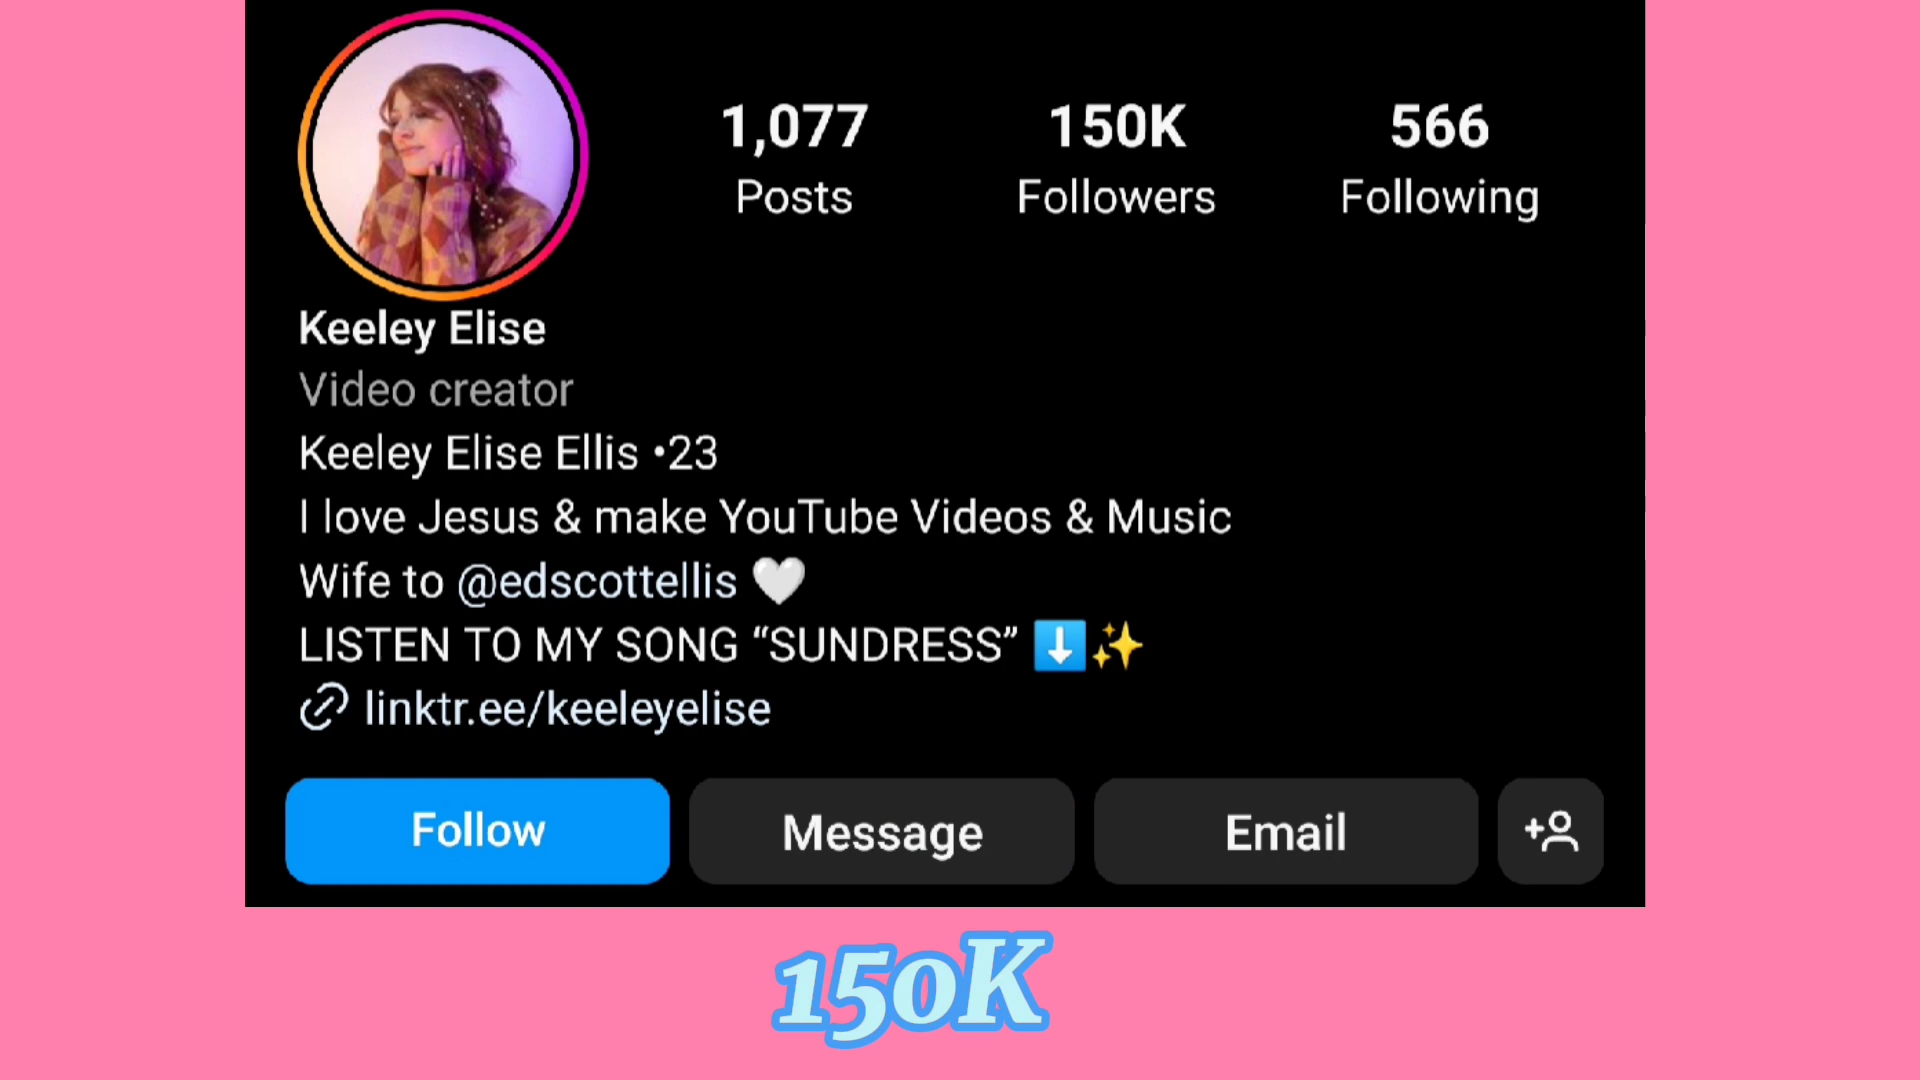 1,077 150K 566
Posts Followers Following
Keeley Elise
Video creator
Keeley Elise Ellis •23
I love Jesus & make YouTube Videos & Music
Wife to @edscottellis 🤍
LISTEN TO MY SONG “SUNDRESS” ⬇️✨
linktr.ee/keeleyelise
Follow Message Email
150K